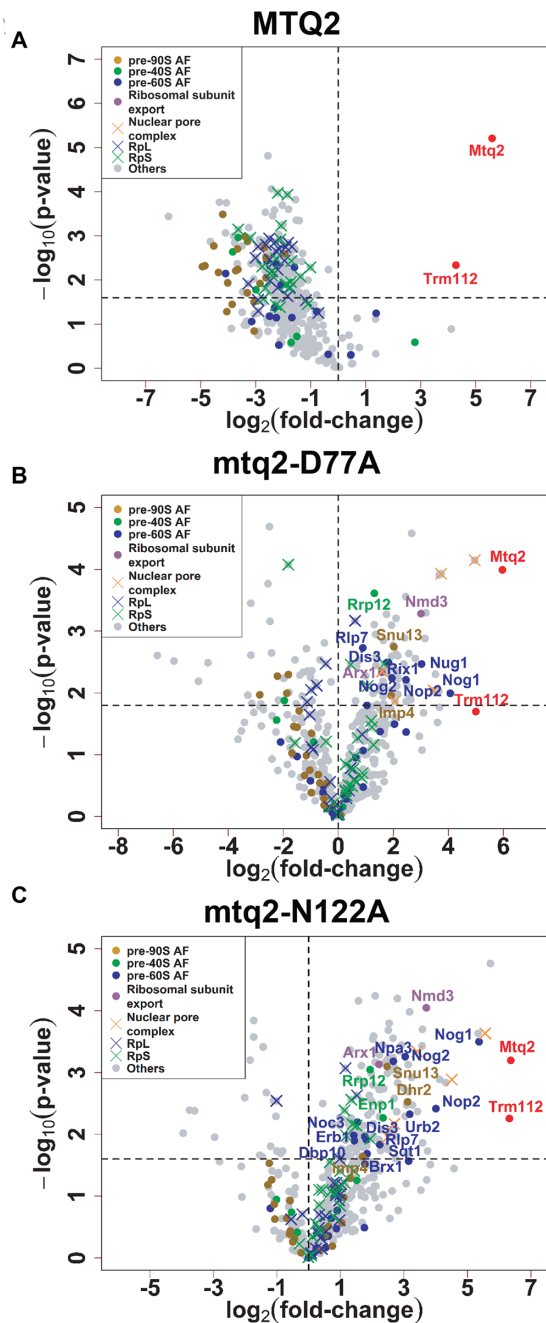 A
MTQ2
7
6
5
4
3
2
1
0
−log10(p-value)
pre-90S AF
pre-40S AF
pre-60S AF
Ribosomal subunit
export
Nuclear pore
complex
RpL
RpS
Others
Mtq2
Trm112
-7 -5 -3 -1 1 3 5 7
log2(fold-change)
B
mtq2-D77A
5
4
3
2
1
0
−log10(p-value)
pre-90S AF
pre-40S AF
pre-60S AF
Ribosomal subunit
export
Nuclear pore
complex
RpL
RpS
Others
Mtq2
Rrp12
Nmd3
Snu13
Rlp7
Dis3
Nug1
Arx1
Rix1
Nog1
Nog2
Nop2
Trm112
Imp4
-8 -6 -4 -2 0 2 4 6
log2(fold-change)
C
mtq2-N122A
5
4
3
2
1
0
−log10(p-value)
pre-90S AF
pre-40S AF
pre-60S AF
Ribosomal subunit
export
Nuclear pore
complex
RpL
RpS
Others
Nmd3
Nog1
Npa3
Mtq2
Arx1
Nog2
Snu13
Rrp12
Dhr2
Nop2
Trm112
Enp1
Noc3
Dis3
Urb2
Erb1
Rlp7
Dbp10
Sqt1
Imp4
Brx1
-5 -3 -1 1 3 5 7
log2(fold-change)